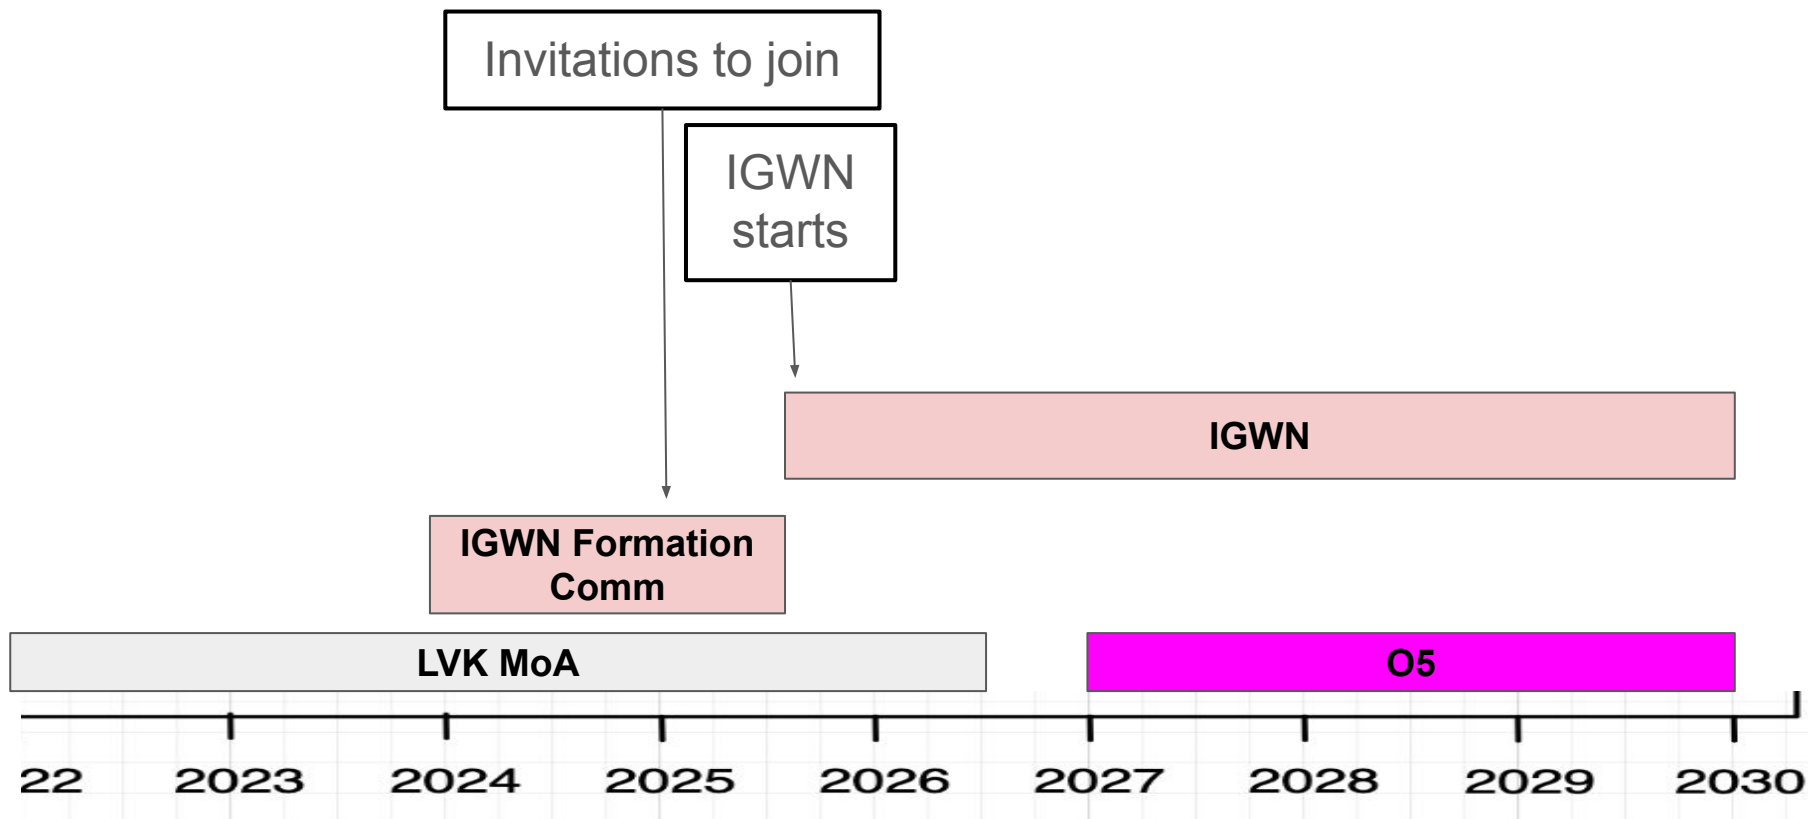 Invitations to join
IGWN
starts
IGWN
IGWN Formation
Comm
LVK MoA
O5
22 2023 2024 2025 2026 2027 2028 2029 2030